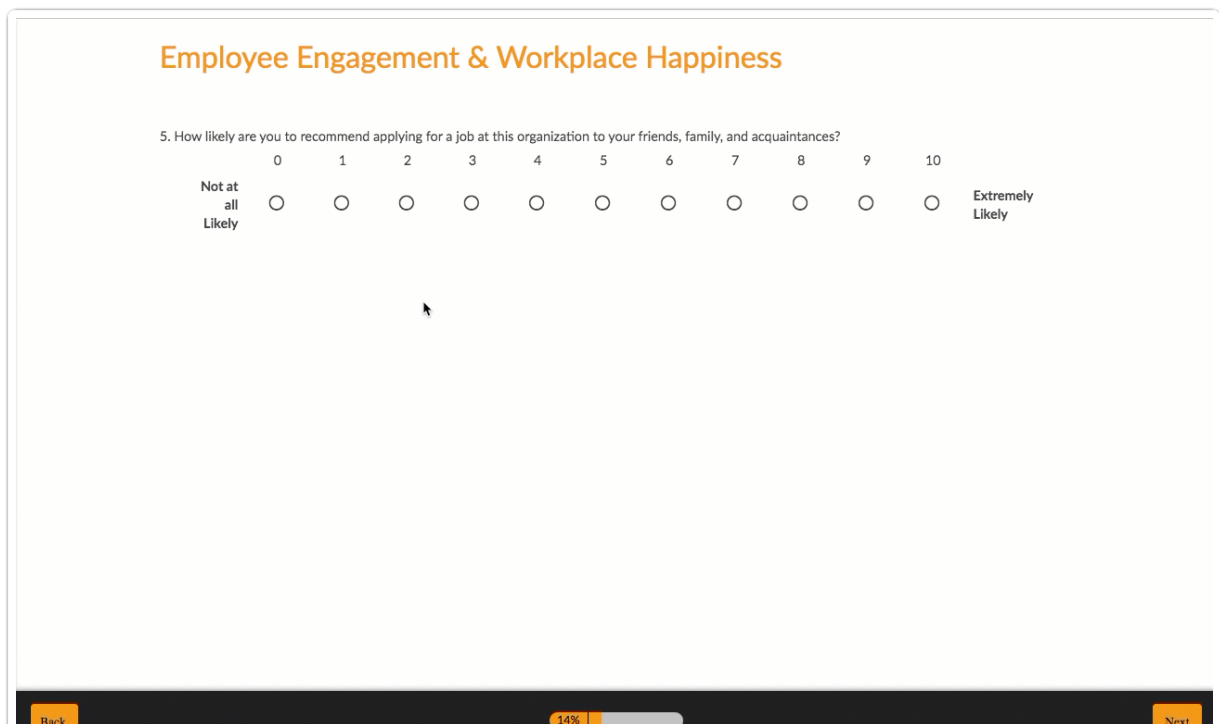 Employee Engagement & Workplace Happiness
5. How likely are you to recommend applying for a job at this organization to your friends, family, and acquaintances?
0 1 2 3 4 5 6 7 8 9 10
Not at
all
Likely
Extremely
Likely
Back
14%
Next